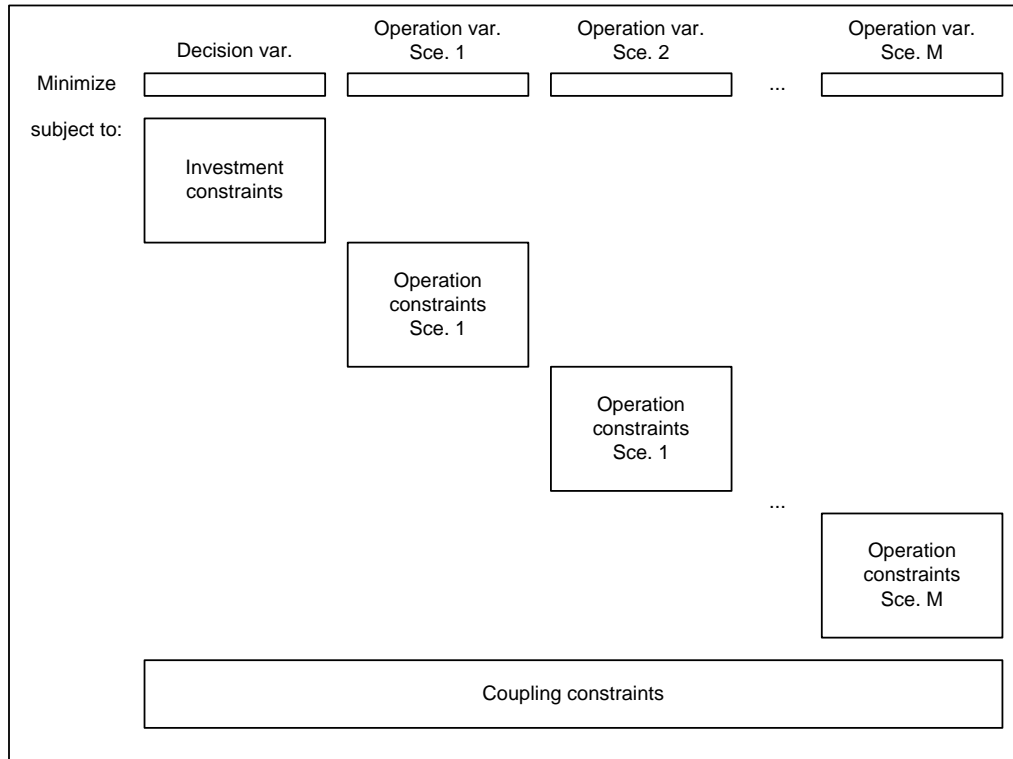 Decision var.
Operation var.
Sce. 1
Operation var.
Sce. 2
Operation var.
Sce. M
Minimize
...
subject to:
Investment
constraints
Operation
constraints
Sce. 1
Operation
constraints
Sce. 1
...
Operation
constraints
Sce. M
Coupling constraints